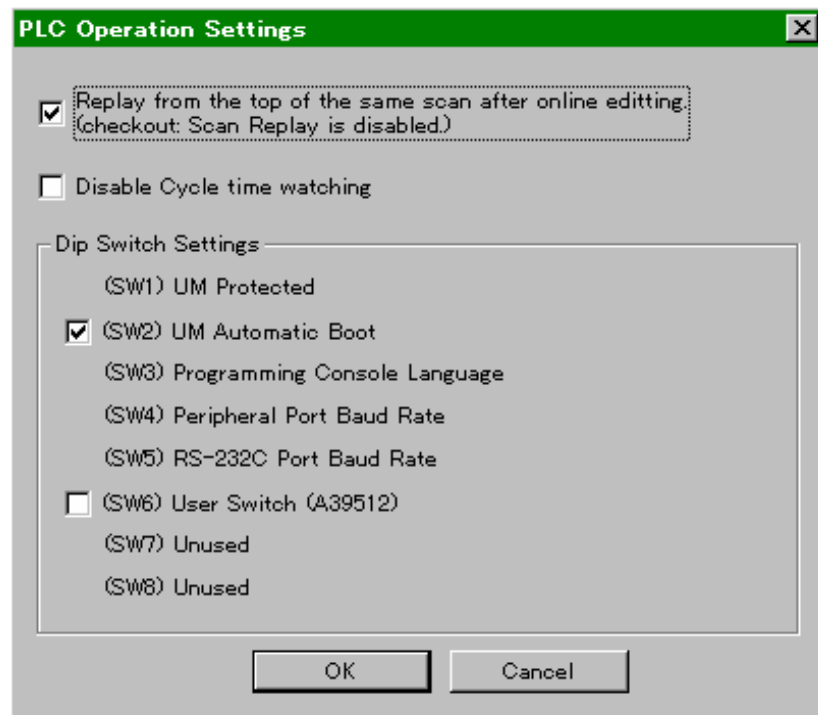 PLC Operation Settings
Replay from the top of the same scan after online editting.
(checkout: Scan Replay is disabled.)
Disable Cycle time watching
Dip Switch Settings
(SW1) UM Protected
(SW2) UM Automatic Boot
(SW3) Programming Console Language
(SW4) Peripheral Port Baud Rate
(SW5) RS-232C Port Baud Rate
(SW6) User Switch (A39512)
(SW7) Unused
(SW8) Unused
OK Cancel